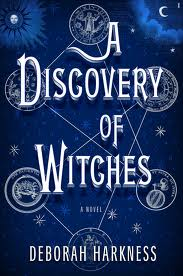 A
DISCOVERY
OF
WITCHES
A NOVEL
DEBORAH HARKNESS